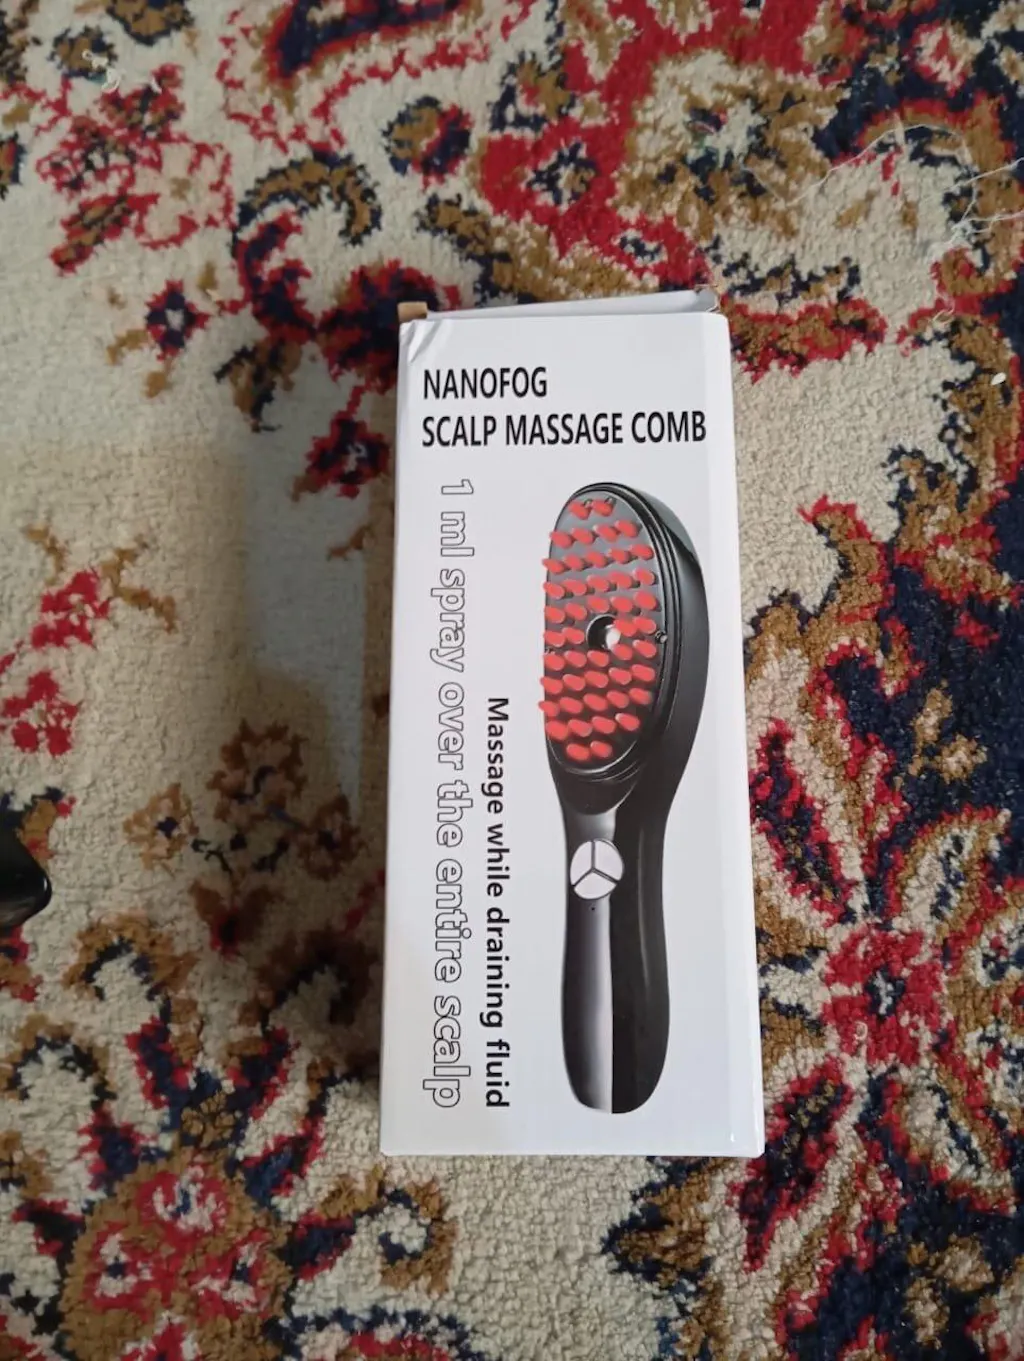 NANOFOG
SCALP MASSAGE COMB
1 ml spray over the entire scalp
Massage while draining fluid